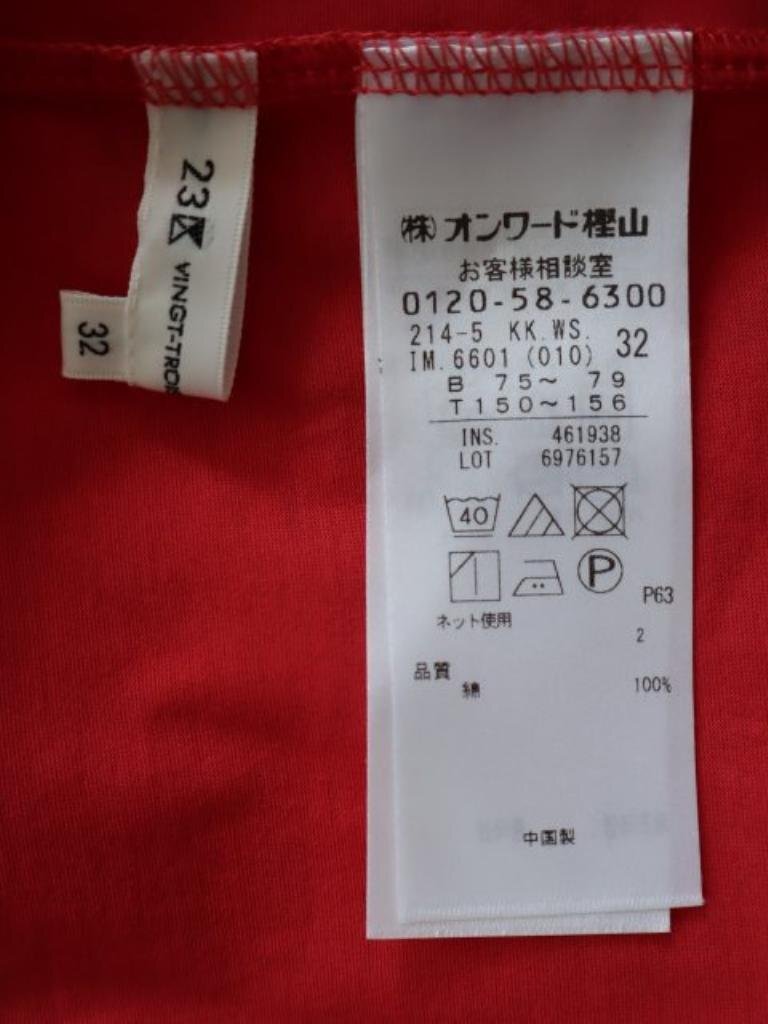 23区
VINGT-TROIS
32
㈱オンワード樫山
お客様相談室
0120-58-6300
214-5 KK.WS.
IM.6601 (010) 32
B 75～ 79
T150～156
INS. 461938
LOT 6976157
40
P
P63
ネット使用
2
品質
綿 100%
中国製